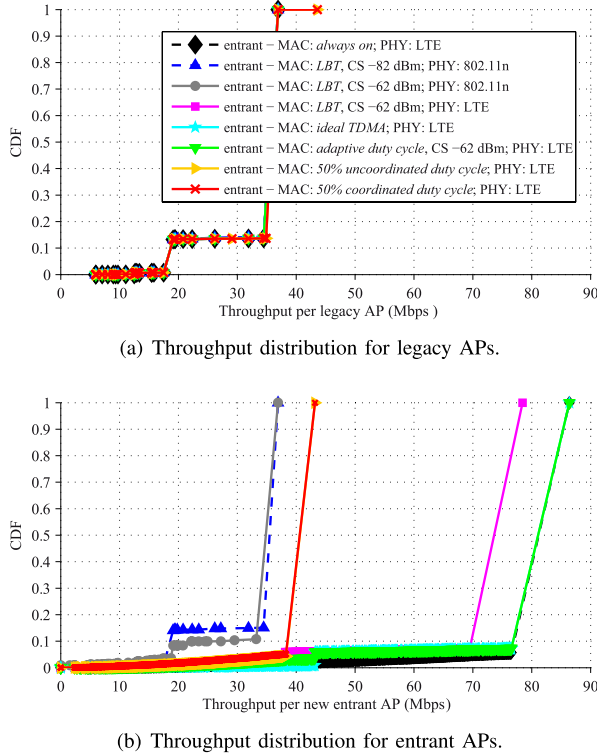 1
0.9
0.8
0.7
0.6
0.5
0.4
0.3
0.2
0.1
0
CDF
entrant − MAC: always on; PHY: LTE
entrant − MAC: LBT, CS −82 dBm; PHY: 802.11n
entrant − MAC: LBT, CS −62 dBm; PHY: 802.11n
entrant − MAC: LBT, CS −62 dBm; PHY: LTE
entrant − MAC: ideal TDMA; PHY: LTE
entrant − MAC: adaptive duty cycle, CS −62 dBm; PHY: LTE
entrant − MAC: 50% uncoordinated duty cycle; PHY: LTE
entrant − MAC: 50% coordinated duty cycle; PHY: LTE
0 10 20 30 40 50 60 70 80 90
Throughput per legacy AP (Mbps )
(a) Throughput distribution for legacy APs.
1
0.9
0.8
0.7
0.6
0.5
0.4
0.3
0.2
0.1
0
CDF
0 10 20 30 40 50 60 70 80 90
Throughput per new entrant AP (Mbps)
(b) Throughput distribution for entrant APs.